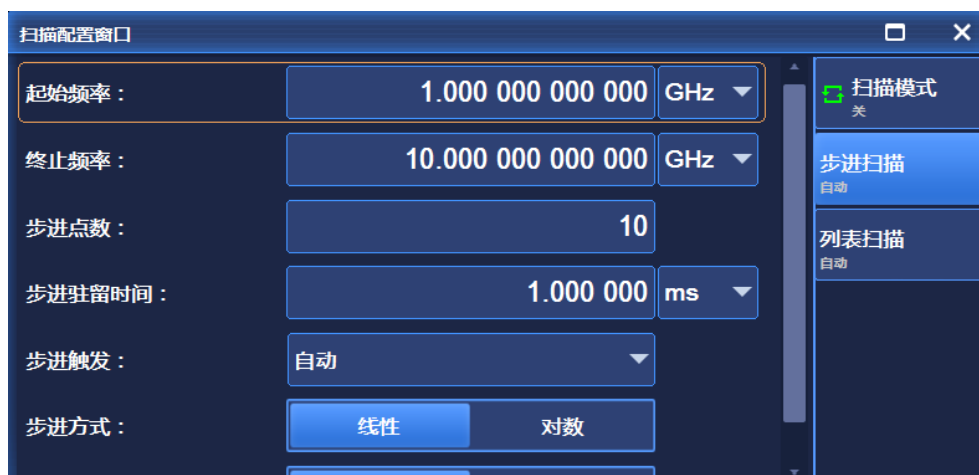 扫描配置窗口
起始频率： 1.000 000 000 000 GHz
终止频率： 10.000 000 000 000 GHz
步进点数： 10
步进驻留时间： 1.000 000 ms
步进触发： 自动
步进方式： 线性 对数
扫描模式
关
步进扫描
自动
列表扫描
自动